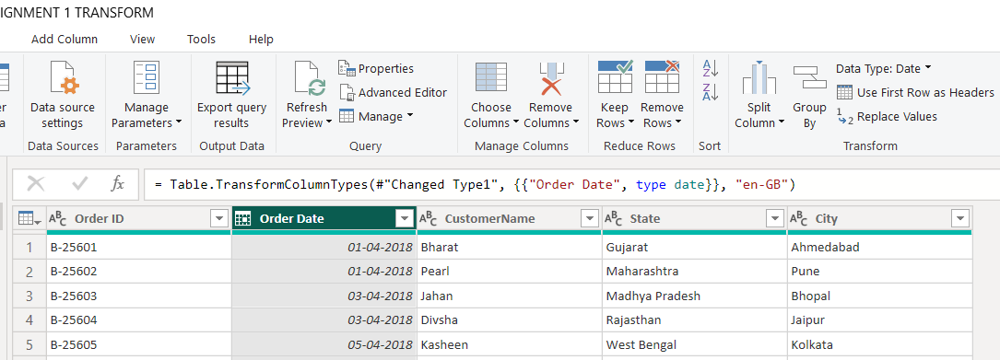 IGNMENT 1 TRANSFORM
Add Column View Tools Help
Data source settings
Manage Parameters
Export query results
Refresh Preview
Properties
Advanced Editor
Manage
Choose Columns
Remove Columns
Keep Rows
Remove Rows
Split Column
Group By
Data Type: Date
Use First Row as Headers
Replace Values
Data Sources Parameters Output Data Query Manage Columns Reduce Rows Sort Transform
fx = Table.TransformColumnTypes(#"Changed Type1", {{"Order Date", type date}}, "en-GB")
Order ID Order Date CustomerName State City
1 B-25601 01-04-2018 Bharat Gujarat Ahmedabad
2 B-25602 01-04-2018 Pearl Maharashtra Pune
3 B-25603 03-04-2018 Jahan Madhya Pradesh Bhopal
4 B-25604 03-04-2018 Divsha Rajasthan Jaipur
5 B-25605 05-04-2018 Kasheen West Bengal Kolkata